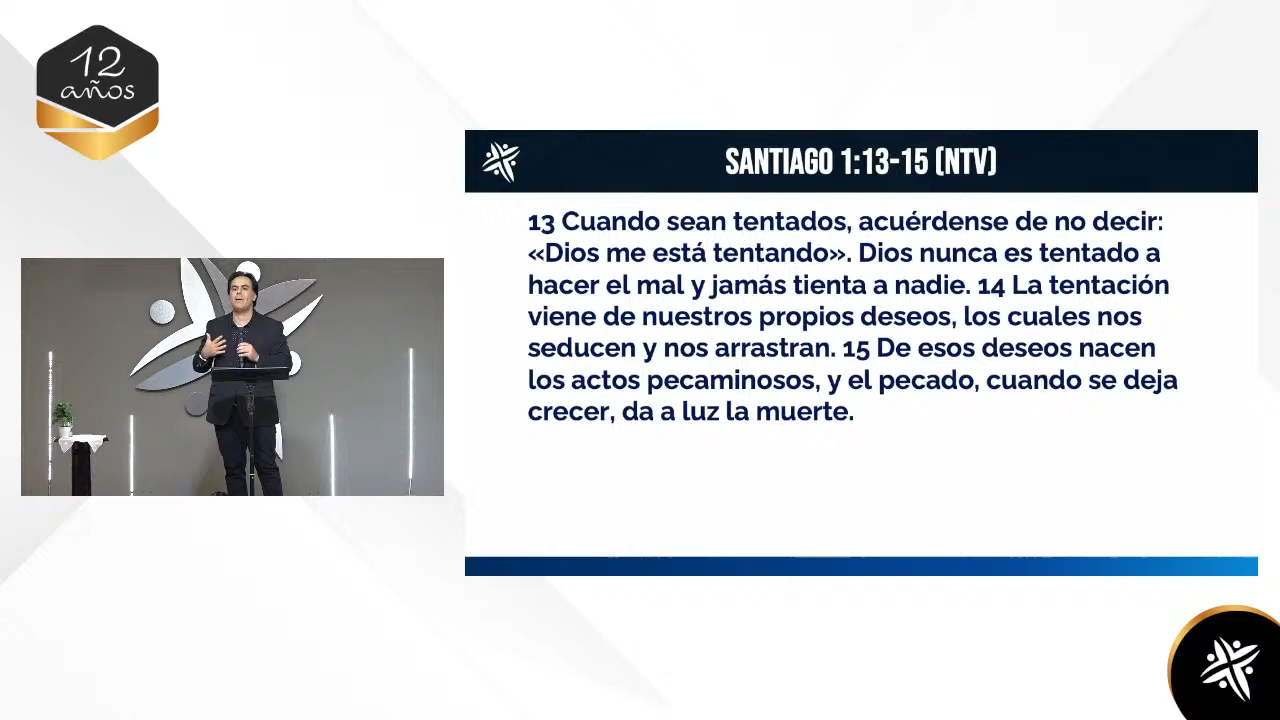 12
años
SANTIAGO 1:13-15 (NTV)
13 Cuando sean tentados, acuérdense de no decir:
«Dios me está tentando». Dios nunca es tentado a
hacer el mal y jamás tienta a nadie. 14 La tentación
viene de nuestros propios deseos, los cuales nos
seducen y nos arrastran. 15 De esos deseos nacen
los actos pecaminosos, y el pecado, cuando se deja
crecer, da a luz la muerte.